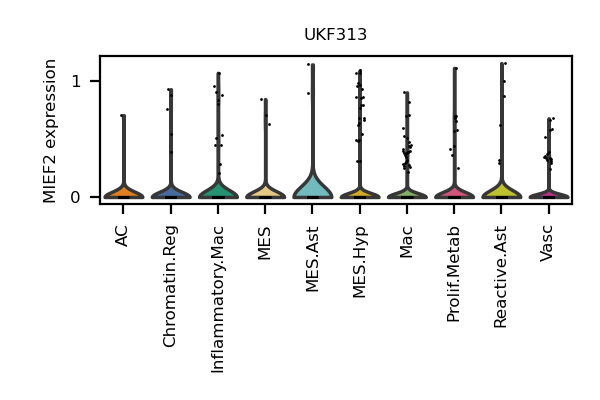 UKF313
MIEF2 expression
1
0
AC
Chromatin.Reg
Inflammatory.Mac
MES
MES.Ast
MES.Hyp
Mac
Prolif.Metab
Reactive.Ast
Vasc